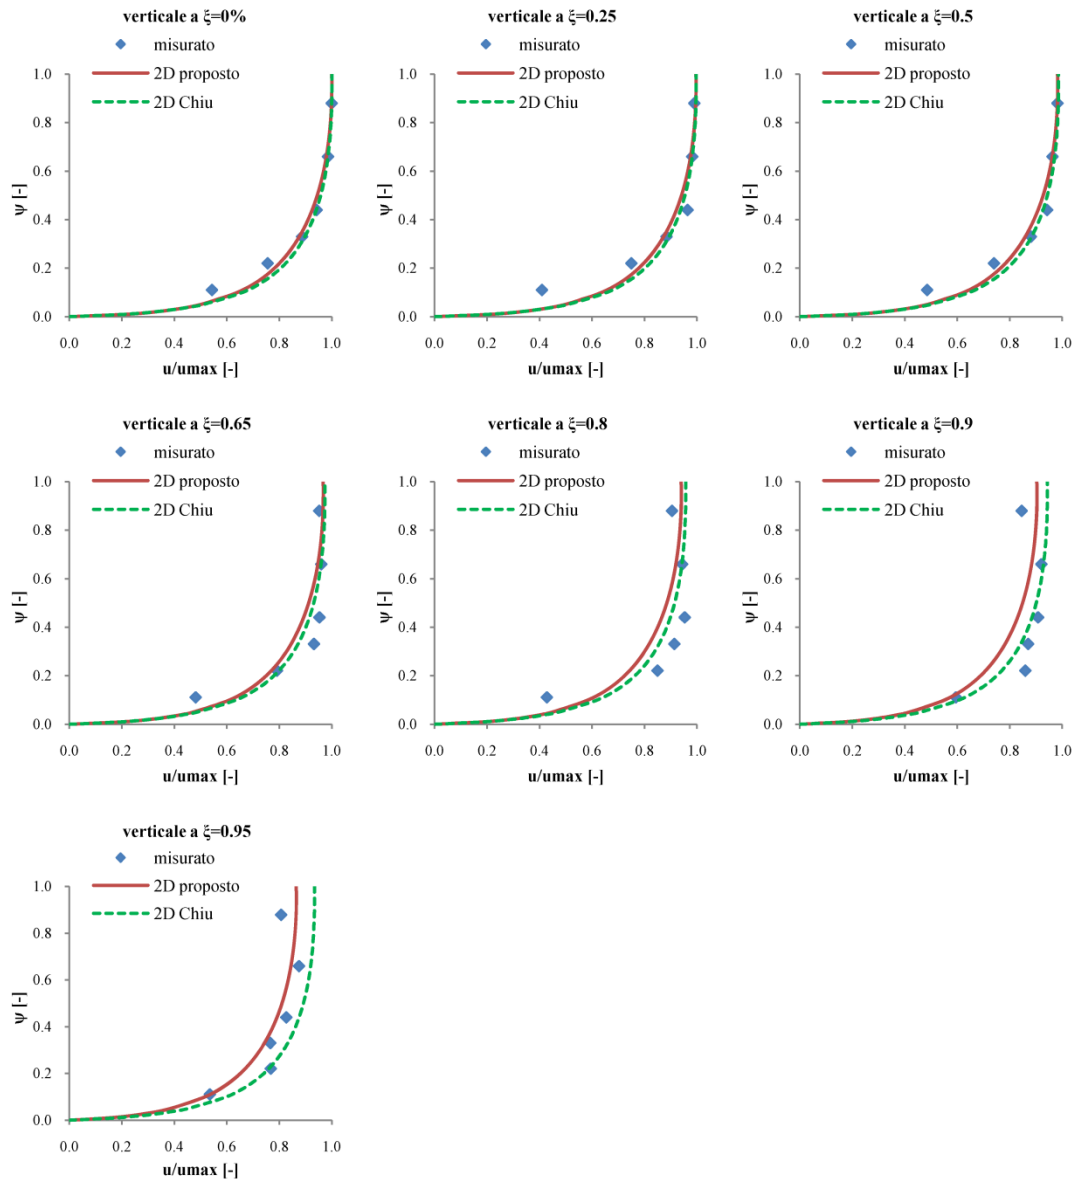 verticale a ξ=0%
misurato
2D proposto
2D Chiu
1.0
0.8
0.6
0.4
0.2
0.0
ψ [-]
0.0 0.2 0.4 0.6 0.8 1.0
u/umax [-]
verticale a ξ=0.25
misurato
2D proposto
2D Chiu
1.0
0.8
0.6
0.4
0.2
0.0
ψ [-]
0.0 0.2 0.4 0.6 0.8 1.0
u/umax [-]
verticale a ξ=0.5
misurato
2D proposto
2D Chiu
1.0
0.8
0.6
0.4
0.2
0.0
ψ [-]
0.0 0.2 0.4 0.6 0.8 1.0
u/umax [-]
verticale a ξ=0.65
misurato
2D proposto
2D Chiu
1.0
0.8
0.6
0.4
0.2
0.0
ψ [-]
0.0 0.2 0.4 0.6 0.8 1.0
u/umax [-]
verticale a ξ=0.8
misurato
2D proposto
2D Chiu
1.0
0.8
0.6
0.4
0.2
0.0
ψ [-]
0.0 0.2 0.4 0.6 0.8 1.0
u/umax [-]
verticale a ξ=0.9
misurato
2D proposto
2D Chiu
1.0
0.8
0.6
0.4
0.2
0.0
ψ [-]
0.0 0.2 0.4 0.6 0.8 1.0
u/umax [-]
verticale a ξ=0.95
misurato
2D proposto
2D Chiu
1.0
0.8
0.6
0.4
0.2
0.0
ψ [-]
0.0 0.2 0.4 0.6 0.8 1.0
u/umax [-]